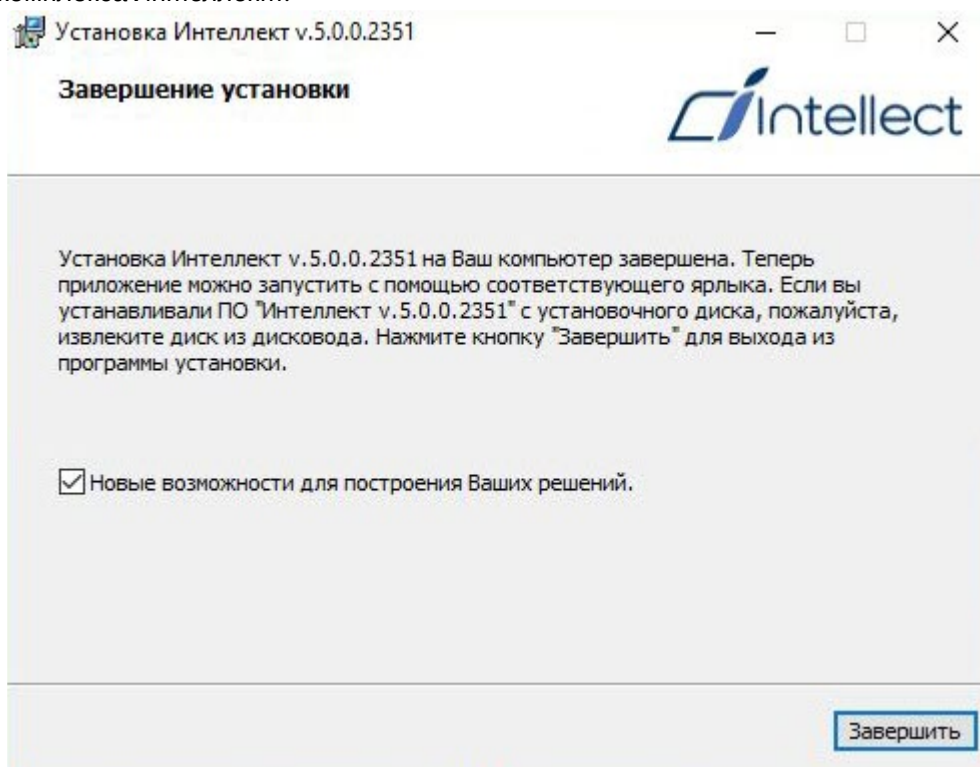 Установка Интеллект v.5.0.0.2351
Завершение установки
Intellect
Установка Интеллект v.5.0.0.2351 на Ваш компьютер завершена. Теперь
приложение можно запустить с помощью соответствующего ярлыка. Если вы
устанавливали ПО "Интеллект v.5.0.0.2351" с установочного диска, пожалуйста,
извлеките диск из дисковода. Нажмите кнопку "Завершить" для выхода из
программы установки.
Новые возможности для построения Ваших решений.
Завершить